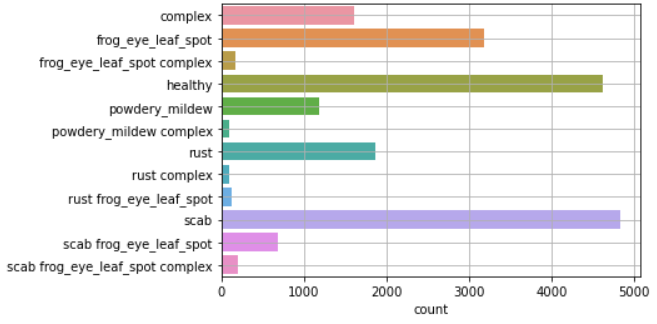 complex
frog_eye_leaf_spot
frog_eye_leaf_spot complex
healthy
powdery_mildew
powdery_mildew complex
rust
rust complex
rust frog_eye_leaf_spot
scab
scab frog_eye_leaf_spot
scab frog_eye_leaf_spot complex
0 1000 2000 3000 4000 5000
count